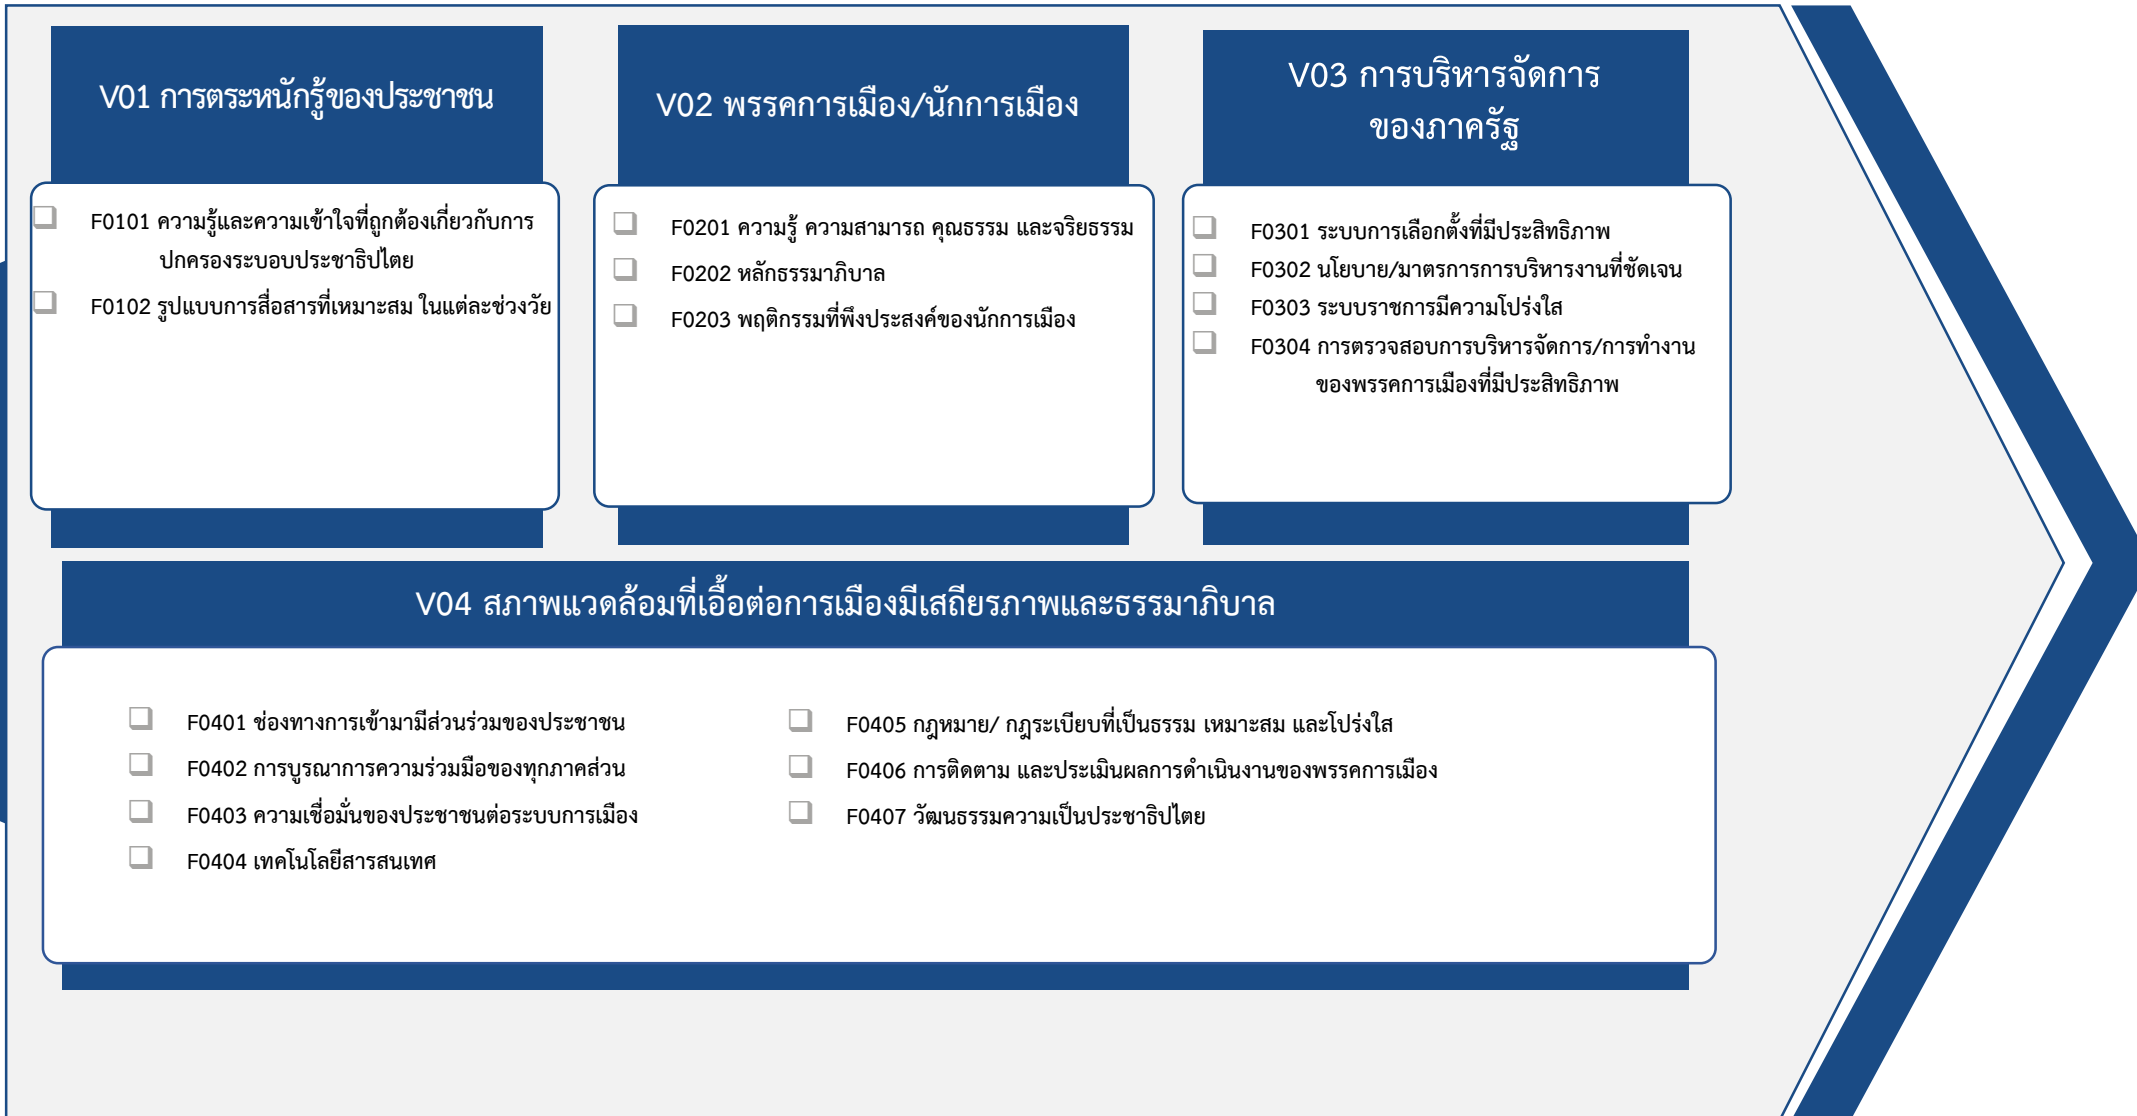 V01 การตระหนักรู้ของประชาชน
F0101 ความรู้และความเข้าใจที่ถูกต้องเกี่ยวกับการ
ปกครองระบอบประชาธิปไตย
F0102 รูปแบบการสื่อสารที่เหมาะสม ในแต่ละช่วงวัย
V02 พรรคการเมือง/นักการเมือง
F0201 ความรู้ ความสามารถ คุณธรรม และจริยธรรม
F0202 หลักธรรมาภิบาล
F0203 พฤติกรรมที่พึงประสงค์ของนักการเมือง
V03 การบริหารจัดการ
ของภาครัฐ
F0301 ระบบการเลือกตั้งที่มีประสิทธิภาพ
F0302 นโยบาย/มาตรการการบริหารงานที่ชัดเจน
F0303 ระบบราชการมีความโปร่งใส
F0304 การตรวจสอบการบริหารจัดการ/การทำงาน
ของพรรคการเมืองที่มีประสิทธิภาพ
V04 สภาพแวดล้อมที่เอื้อต่อการเมืองมีเสถียรภาพและธรรมาภิบาล
F0401 ช่องทางการเข้ามามีส่วนร่วมของประชาชน
F0402 การบูรณาการความร่วมมือของทุกภาคส่วน
F0403 ความเชื่อมั่นของประชาชนต่อระบบการเมือง
F0404 เทคโนโลยีสารสนเทศ
F0405 กฎหมาย/ กฎระเบียบที่เป็นธรรม เหมาะสม และโปร่งใส
F0406 การติดตาม และประเมินผลการดำเนินงานของพรรคการเมือง
F0407 วัฒนธรรมความเป็นประชาธิปไตย